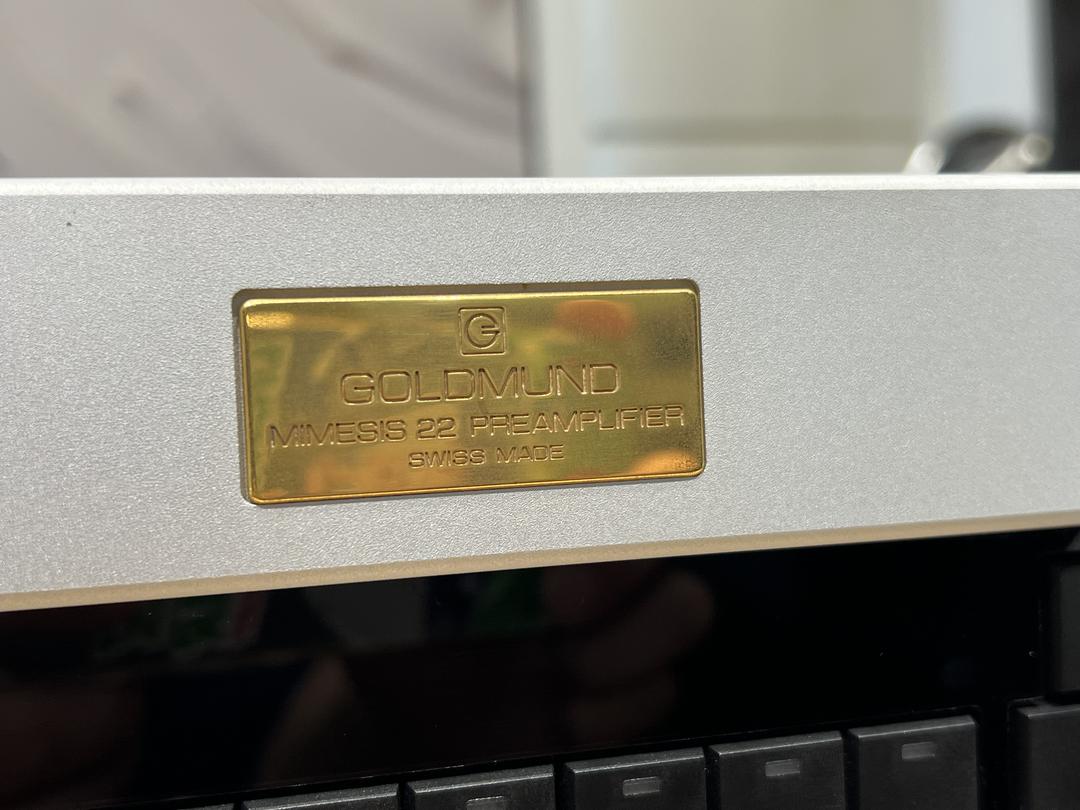 G
GOLDMUND
MIMESIS 22 PREAMPLIFIER
SWISS MADE